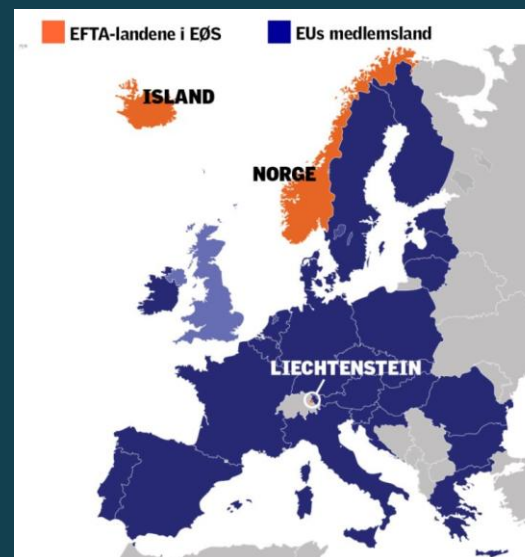 EFTA-landene i EØS
EUs medlemsland
ISLAND
NORGE
LIECHTENSTEIN